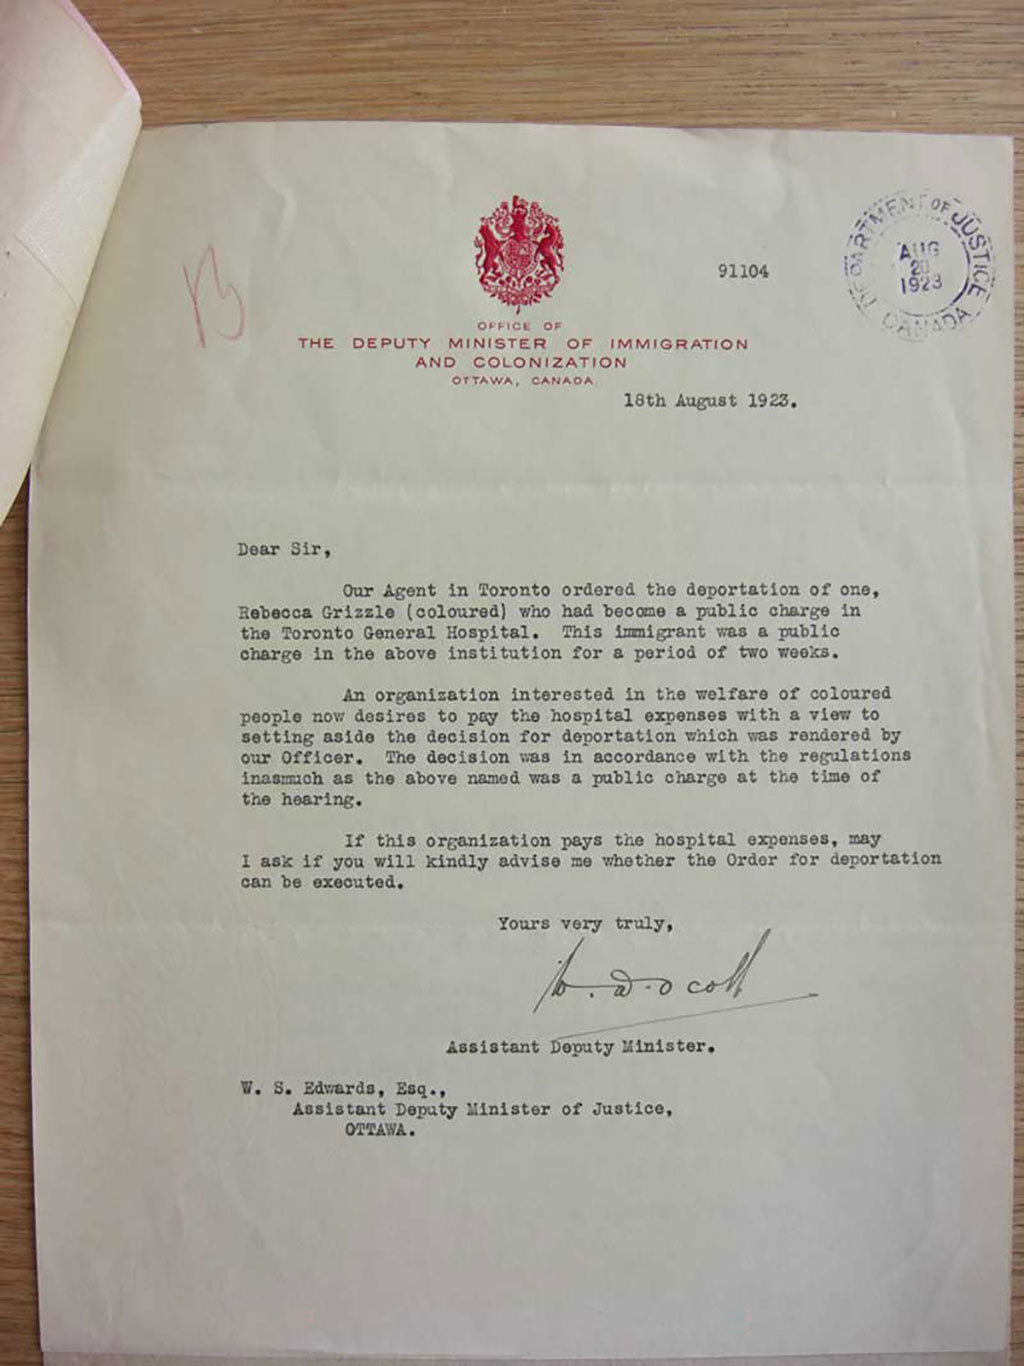 B
91104
DEPARTMENT OF JUSTICE
AUG
20
1923
CANADA
OFFICE OF
THE DEPUTY MINISTER OF IMMIGRATION
AND COLONIZATION
OTTAWA, CANADA.
18th August 1923.
Dear Sir,
Our Agent in Toronto ordered the deportation of one,
Rebecca Grizzle (coloured) who had become a public charge in
the Toronto General Hospital. This immigrant was a public
charge in the above institution for a period of two weeks.
An organization interested in the welfare of coloured
people now desires to pay the hospital expenses with a view to
setting aside the decision for deportation which was rendered by
our Officer. The decision was in accordance with the regulations
inasmuch as the above named was a public charge at the time of
the hearing.
If this organization pays the hospital expenses, may
I ask if you will kindly advise me whether the Order for deportation
can be executed.
Yours very truly,
W. D. Scott
Assistant Deputy Minister.
W. S. Edwards, Esq.,
Assistant Deputy Minister of Justice,
OTTAWA.